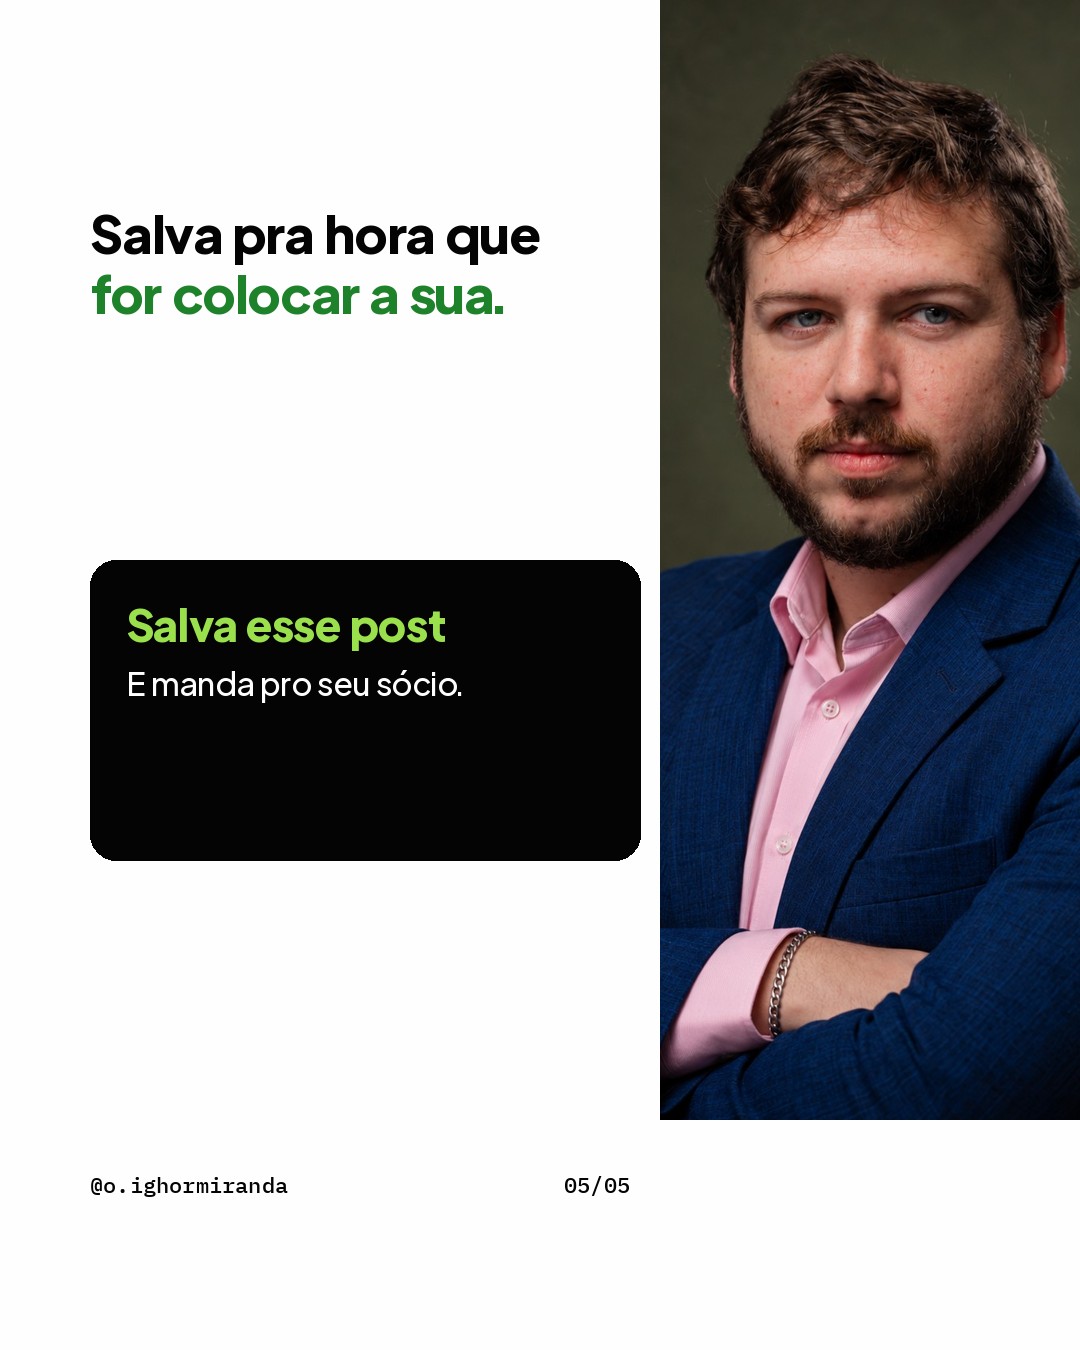 Salva pra hora que
for colocar a sua.
Salva esse post
E manda pro seu sócio.
@o.ighormiranda
05/05